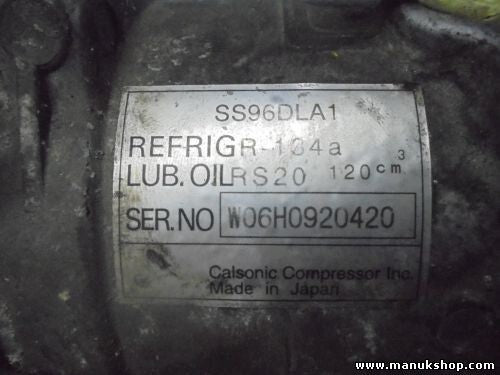 SS96DLA1
REFRIG R-134a
LUB. OIL RS20 120cm³
SER.NO W06H0920420
Calsonic Compressor Inc.
Made in Japan
www.manukshop.com